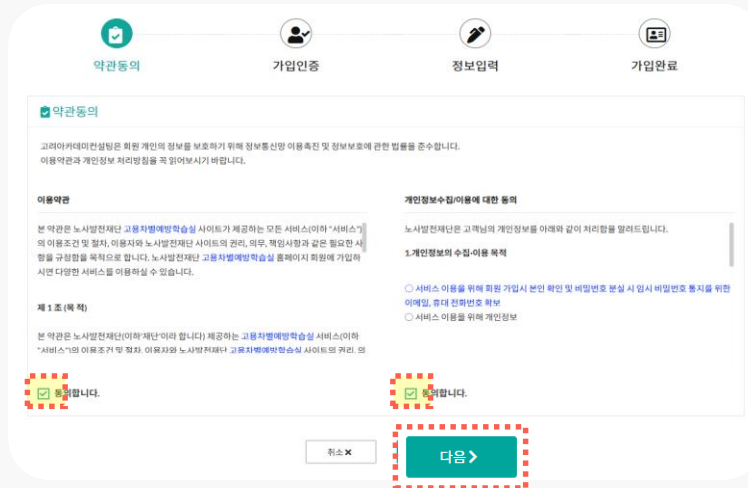 약관동의
가입인증
정보입력
가입완료
약관동의
고려아카데미컨설팅은 회원 개인의 정보를 보호하기 위해 정보통신망 이용촉진 및 정보보호에 관한 법률을 준수합니다.
이용약관과 개인정보 처리방침을 꼭 읽어보시기 바랍니다.
이용약관
본 약관은 노사발전재단 고용차별예방학습실 사이트가 제공하는 모든 서비스(이하 "서비스")
의 이용조건 및 절차, 이용자와 노사발전재단 사이트의 권리, 의무, 책임사항과 같은 필요한 사
항을 규정함을 목적으로 합니다. 노사발전재단 고용차별예방학습실 홈페이지 회원에 가입하
시면 다양한 서비스를 이용하실 수 있습니다.
제 1 조 (목 적)
본 약관은 노사발전재단(이하'재단'이라 합니다) 제공하는 고용차별예방학습실 서비스(이하
"서비스")의 이용조건 및 절차, 이용자와 노사발전재단 고용차별예방학습실 사이트의 권리, 의
동의합니다.
개인정보수집/이용에 대한 동의
노사발전재단은 고객님의 개인정보를 아래와 같이 처리함을 알려드립니다.
1.개인정보의 수집·이용 목적
○ 서비스 이용을 위해 회원 가입시 본인 확인 및 비밀번호 분실 시 임시 비밀번호 통지를 위한
이메일, 휴대 전화번호 확보
○ 서비스 이용을 위해 개인정보
동의합니다.
취소
다음